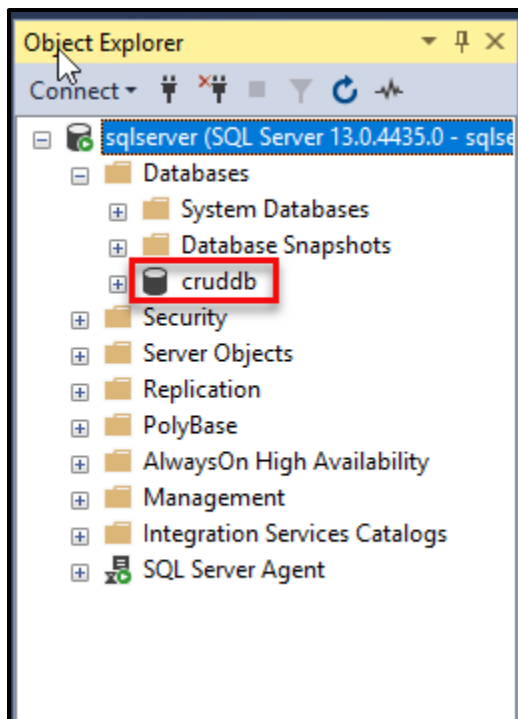 Object Explorer
Connect
sqlserver (SQL Server 13.0.4435.0 - sqlse
Databases
System Databases
Database Snapshots
cruddb
Security
Server Objects
Replication
PolyBase
AlwaysOn High Availability
Management
Integration Services Catalogs
SQL Server Agent